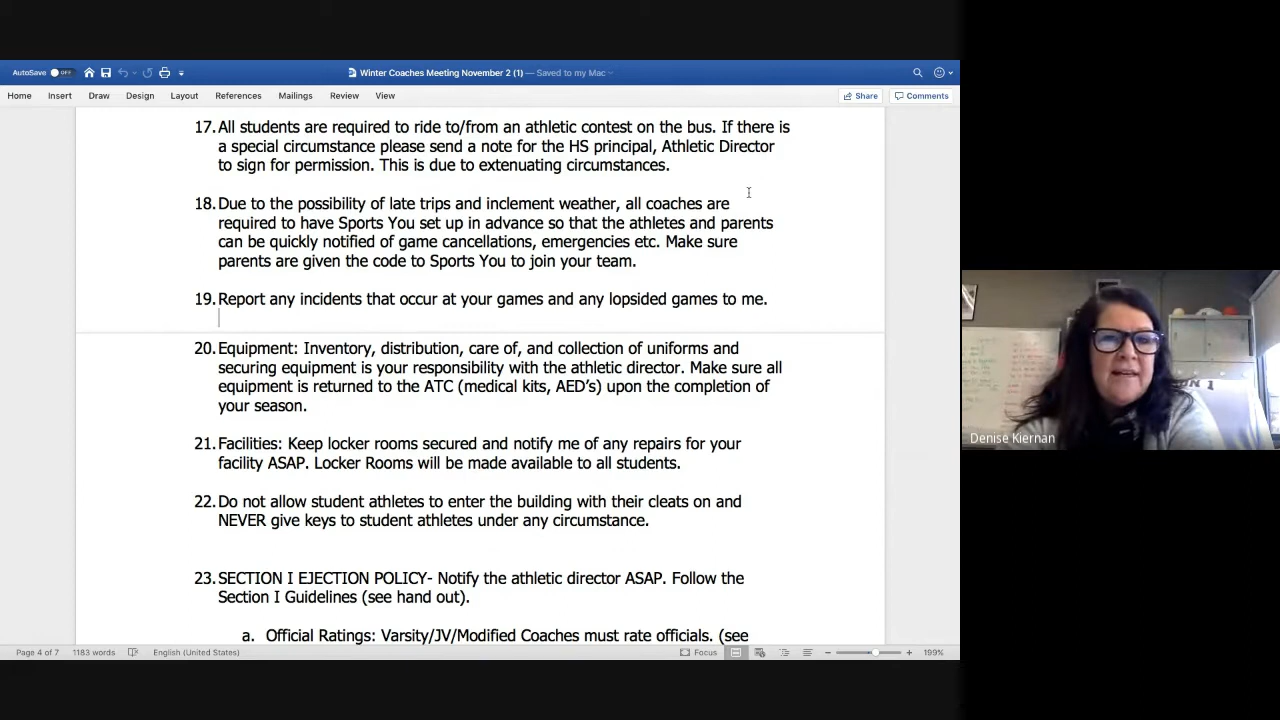 AutoSave OFF
Winter Coaches Meeting November 2 (1) — Saved to my Mac
Home Insert Draw Design Layout References Mailings Review View Share Comments
17. All students are required to ride to/from an athletic contest on the bus. If there is
a special circumstance please send a note for the HS principal, Athletic Director
to sign for permission. This is due to extenuating circumstances.
18. Due to the possibility of late trips and inclement weather, all coaches are
required to have Sports You set up in advance so that the athletes and parents
can be quickly notified of game cancellations, emergencies etc. Make sure
parents are given the code to Sports You to join your team.
19. Report any incidents that occur at your games and any lopsided games to me.
20. Equipment: Inventory, distribution, care of, and collection of uniforms and
securing equipment is your responsibility with the athletic director. Make sure all
equipment is returned to the ATC (medical kits, AED's) upon the completion of
your season.
21. Facilities: Keep locker rooms secured and notify me of any repairs for your
facility ASAP. Locker Rooms will be made available to all students.
22. Do not allow student athletes to enter the building with their cleats on and
NEVER give keys to student athletes under any circumstance.
23. SECTION I EJECTION POLICY- Notify the athletic director ASAP. Follow the
Section I Guidelines (see hand out).
a. Official Ratings: Varsity/JV/Modified Coaches must rate officials. (see
Page 4 of 7 1183 words English (United States) Focus 199%
Denise Kiernan